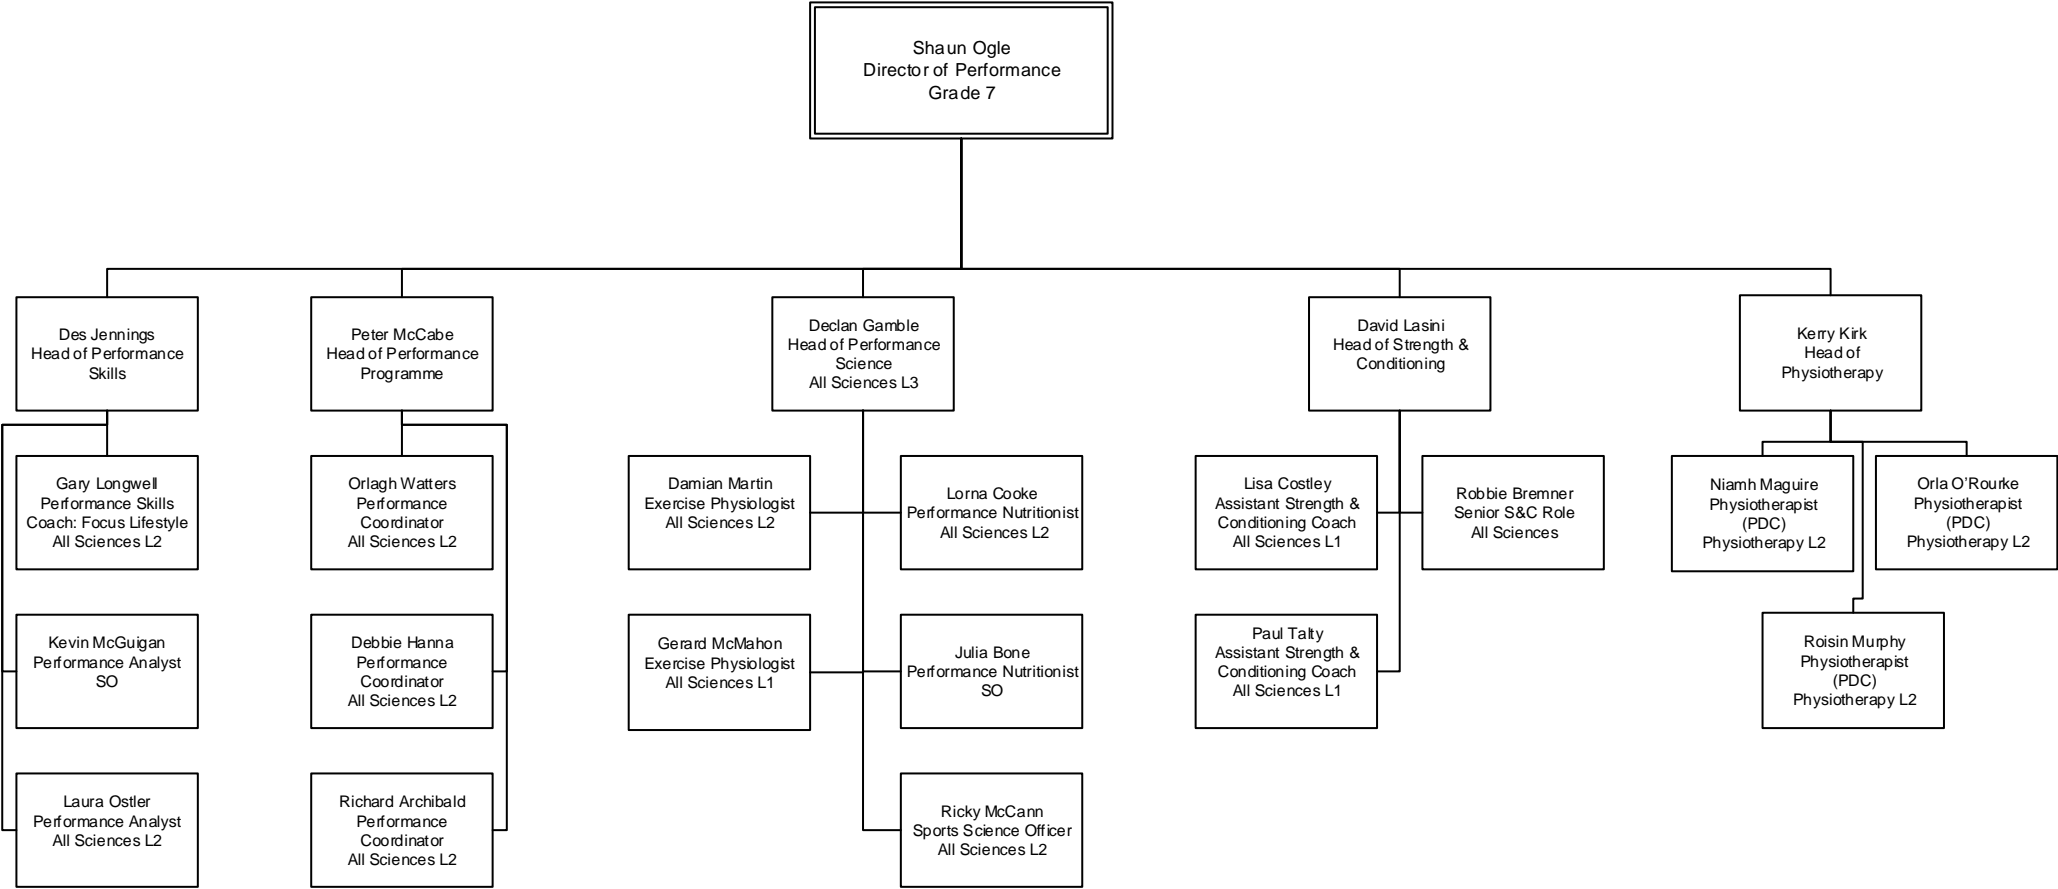 Shaun Ogle
Director of Performance
Grade 7
Des Jennings
Head of Performance
Skills
Peter McCabe
Head of Performance
Programme
Declan Gamble
Head of Performance
Science
All Sciences L3
David Lasini
Head of Strength &
Conditioning
Kerry Kirk
Head of
Physiotherapy
Gary Longwell
Performance Skills
Coach: Focus Lifestyle
All Sciences L2
Orlagh Watters
Performance
Coordinator
All Sciences L2
Damian Martin
Exercise Physiologist
All Sciences L2
Lorna Cooke
Performance Nutritionist
All Sciences L2
Lisa Costley
Assistant Strength &
Conditioning Coach
All Sciences L1
Robbie Bremner
Senior S&C Role
All Sciences
Niamh Maguire
Physiotherapist
(PDC)
Physiotherapy L2
Orla O’Rourke
Physiotherapist
(PDC)
Physiotherapy L2
Kevin McGuigan
Performance Analyst
SO
Debbie Hanna
Performance
Coordinator
All Sciences L2
Gerard McMahon
Exercise Physiologist
All Sciences L1
Julia Bone
Performance Nutritionist
SO
Paul Talty
Assistant Strength &
Conditioning Coach
All Sciences L1
Roisin Murphy
Physiotherapist
(PDC)
Physiotherapy L2
Laura Ostler
Performance Analyst
All Sciences L2
Richard Archibald
Performance
Coordinator
All Sciences L2
Ricky McCann
Sports Science Officer
All Sciences L2